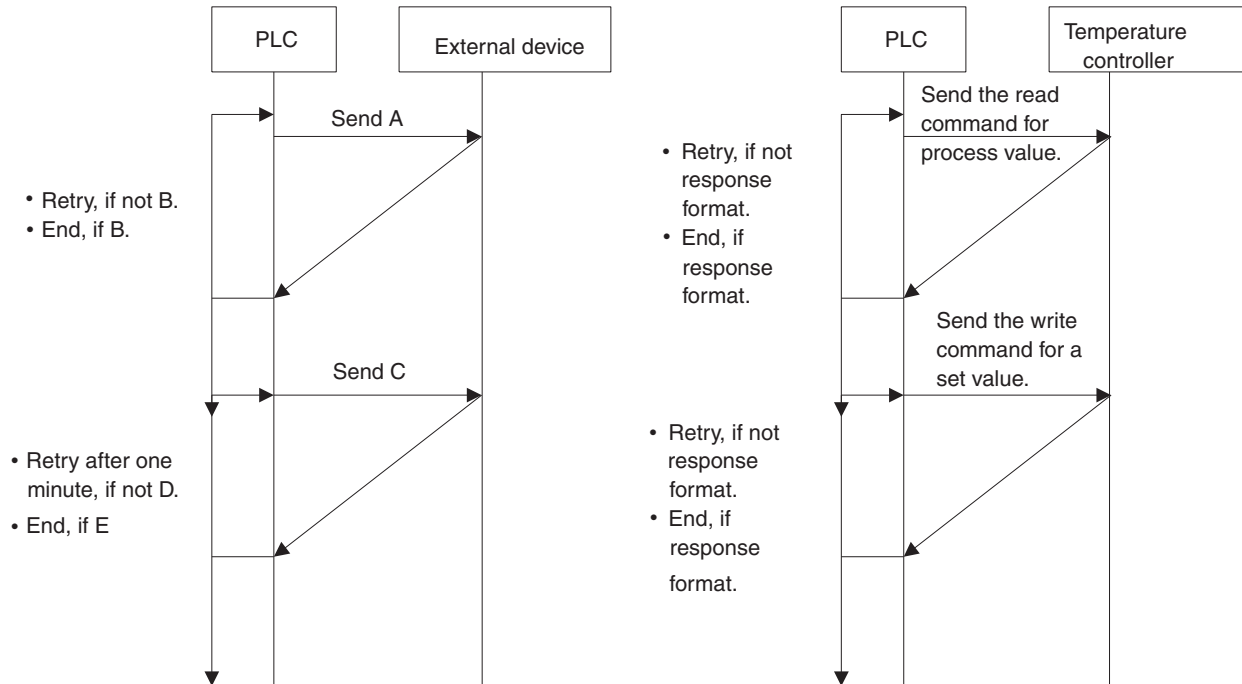 PLC
External device
Send A
• Retry, if not B.
• End, if B.
Send C
• Retry after one
minute, if not D.
• End, if E
PLC
Temperature
controller
Send the read
command for
process value.
• Retry, if not
response
format.
• End, if
response
format.
Send the write
command for a
set value.
• Retry, if not
response
format.
• End, if
response
format.